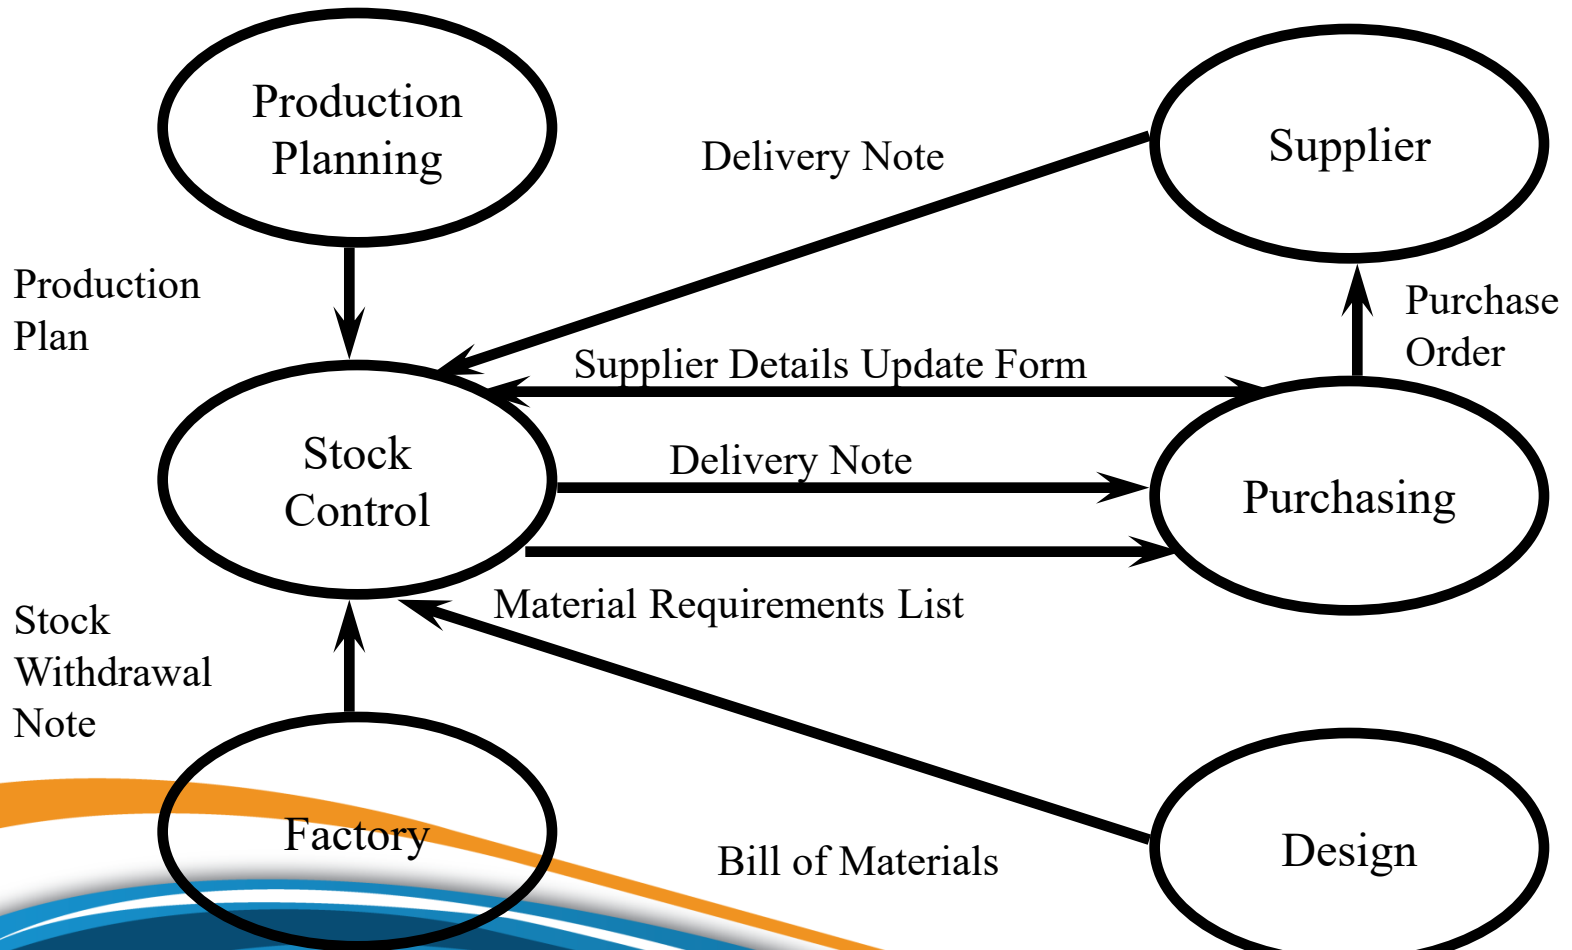 Production
Planning
Supplier
Delivery Note
Production
Plan
Purchase
Order
Supplier Details Update Form
Stock
Control
Delivery Note
Purchasing
Material Requirements List
Stock
Withdrawal
Note
Factory
Bill of Materials
Design